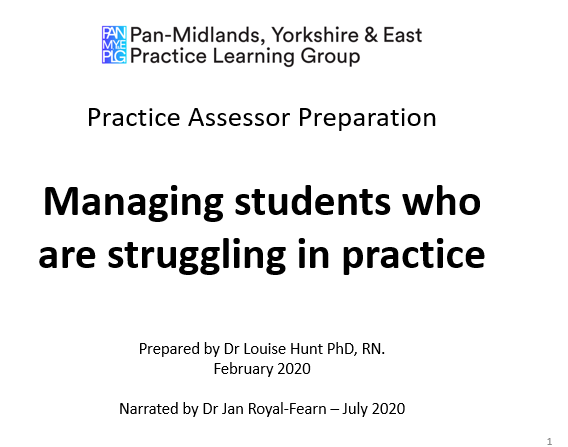 PAN
MYE
PLG
Pan-Midlands, Yorkshire & East
Practice Learning Group
Practice Assessor Preparation
Managing students who
are struggling in practice
Prepared by Dr Louise Hunt PhD, RN.
February 2020
Narrated by Dr Jan Royal-Fearn – July 2020
1